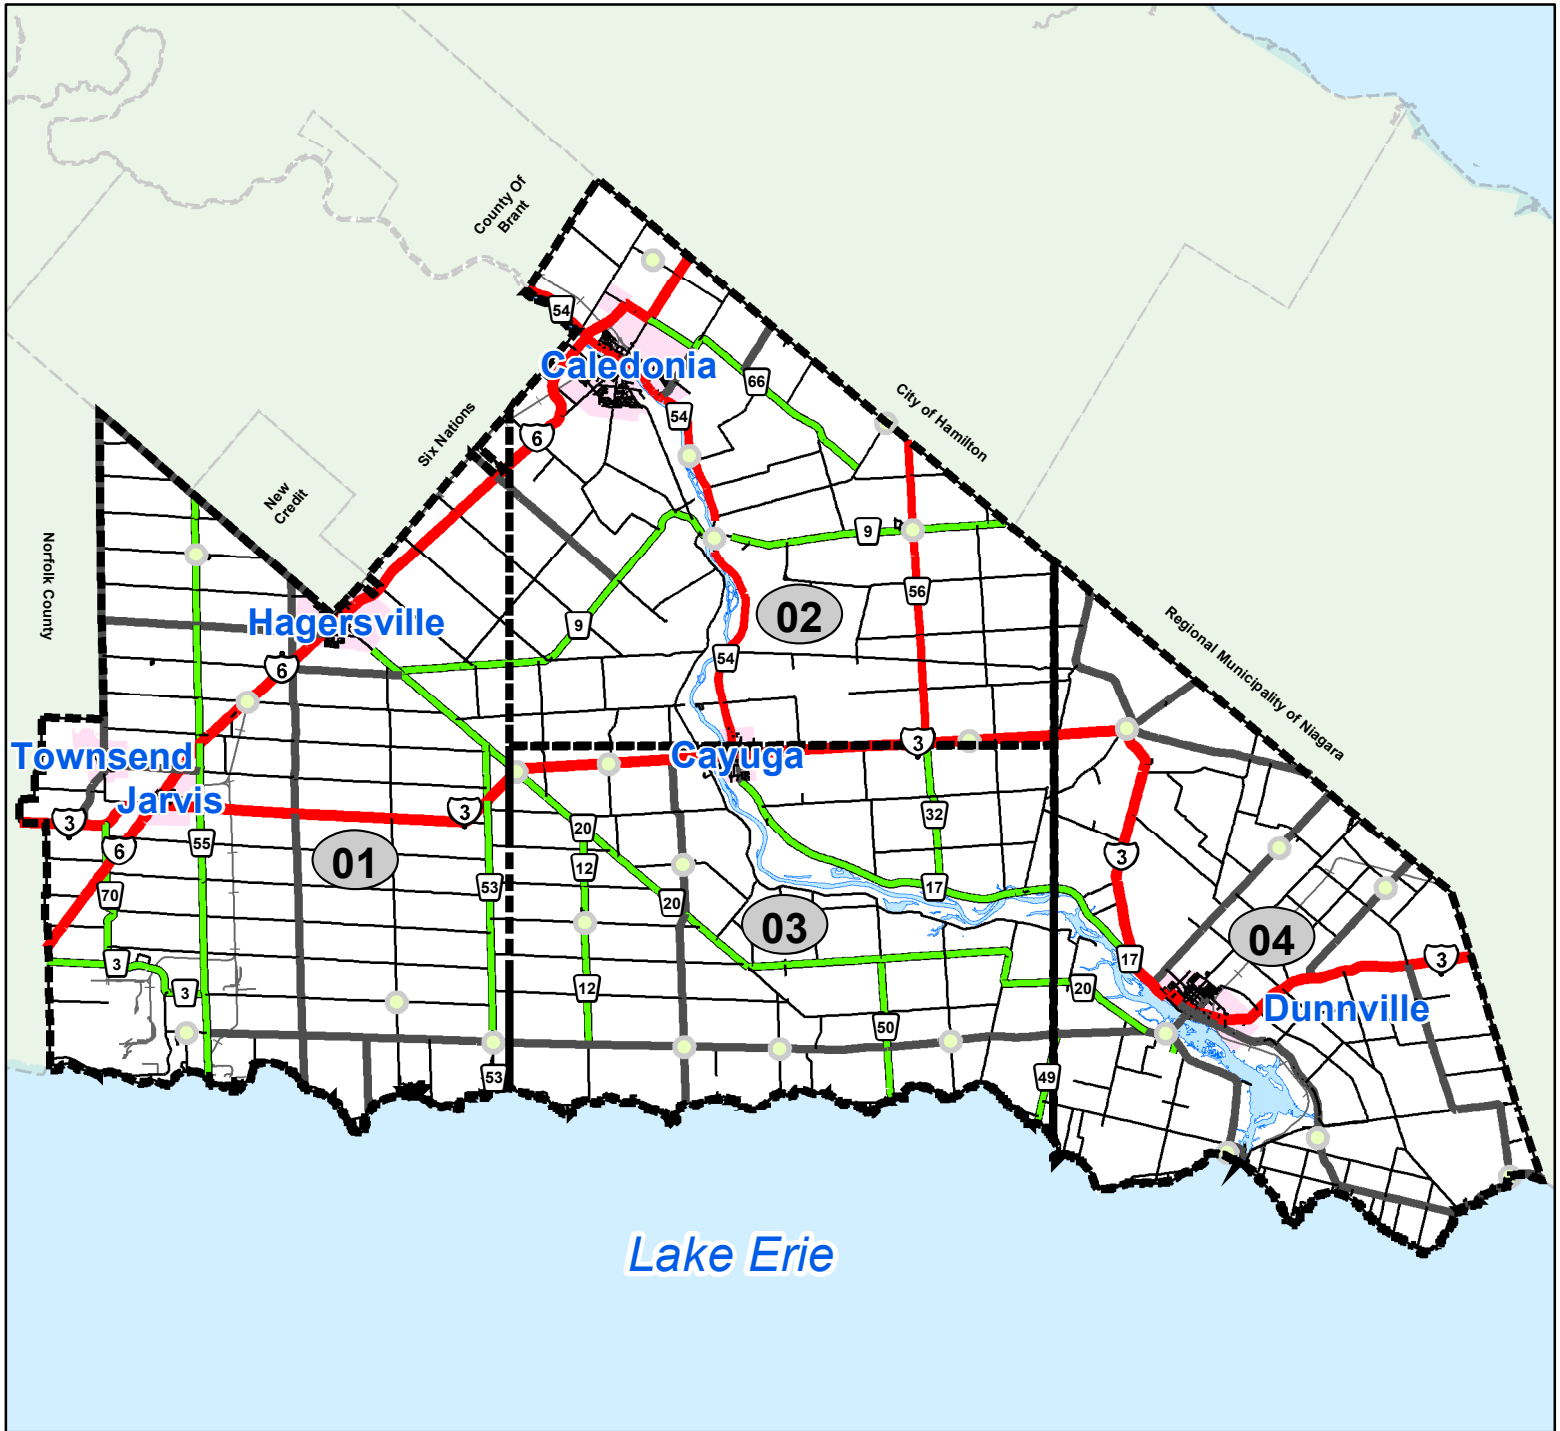 County Of
Brant
54
Caledonia
66
City of Hamilton
Six Nations
54
6
New
Credit
Norfolk County
9
56
02
Hagersville
9
Regional Municipality of Niagara
54
6
3
Townsend
Cayuga
Jarvis
3
3
32
20
55
6
01
3
12
53
17
70
20
03
04
17
3
3
3
20
12
50
Dunnville
53
49
Lake Erie